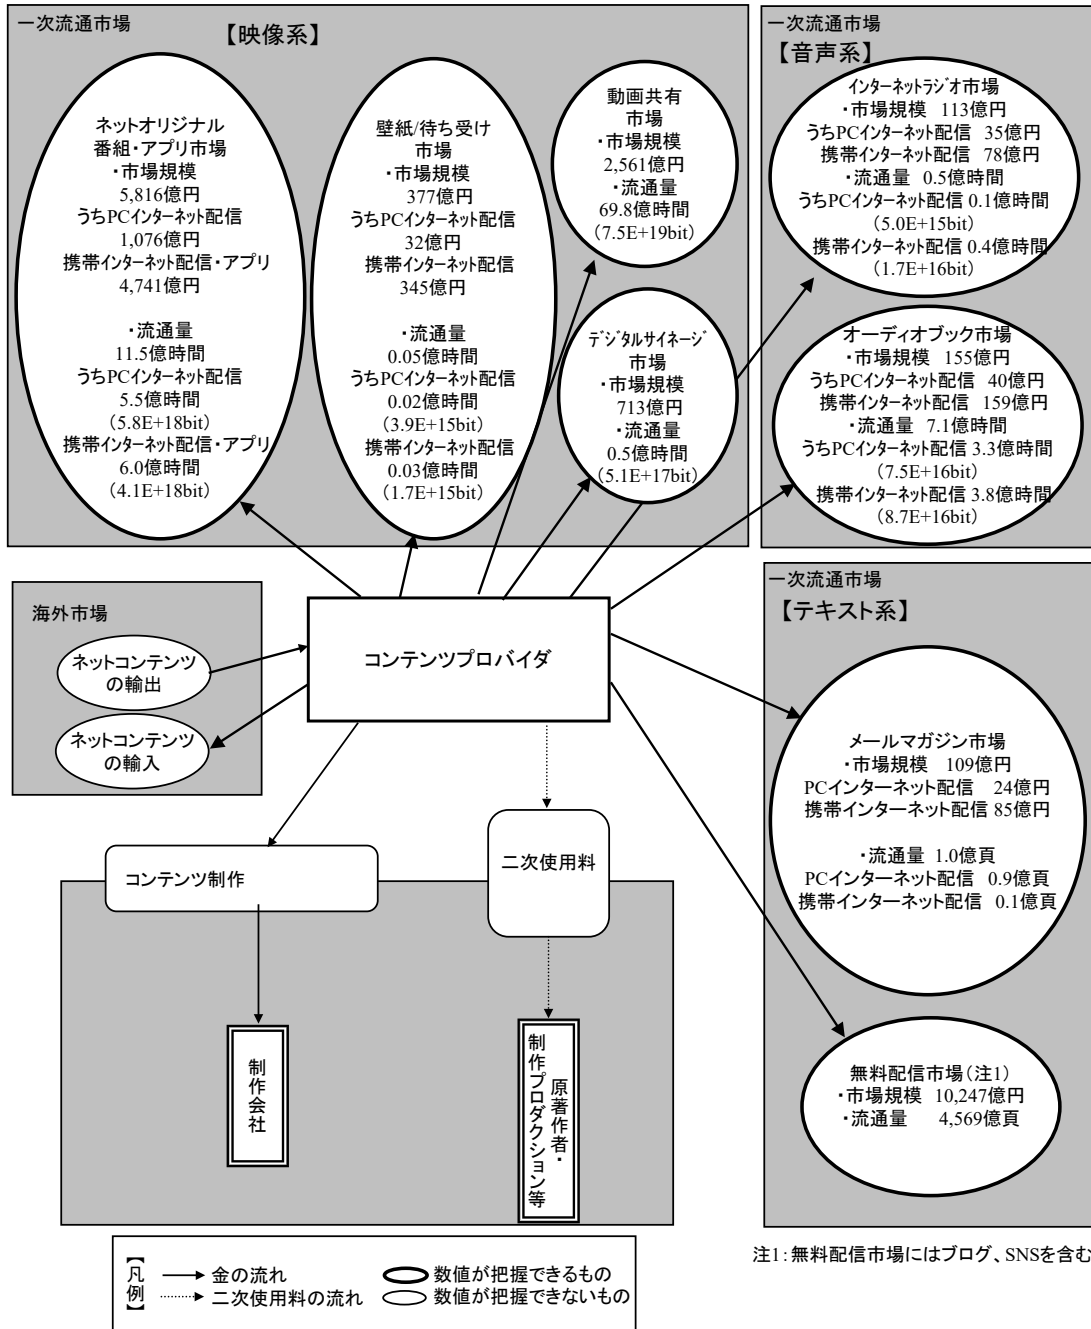 一次流通市場
【映像系】
ネットオリジナル
番組・アプリ市場
・市場規模
5,816億円
うちPCインターネット配信
1,076億円
携帯インターネット配信・アプリ
4,741億円
・流通量
11.5億時間
うちPCインターネット配信
5.5億時間
(5.8E+18bit)
携帯インターネット配信・アプリ
6.0億時間
(4.1E+18bit)
壁紙/待ち受け
市場
・市場規模
377億円
うちPCインターネット配信
32億円
携帯インターネット配信
345億円
・流通量
0.05億時間
うちPCインターネット配信
0.02億時間
(3.9E+15bit)
携帯インターネット配信
0.03億時間
(1.7E+15bit)
動画共有
市場
・市場規模
2,561億円
・流通量
69.8億時間
(7.5E+19bit)
デジタルサイネージ
市場
・市場規模
713億円
・流通量
0.5億時間
(5.1E+17bit)
一次流通市場
【音声系】
インターネットラジオ市場
・市場規模 113億円
うちPCインターネット配信 35億円
携帯インターネット配信 78億円
・流通量 0.5億時間
うちPCインターネット配信 0.1億時間
(5.0E+15bit)
携帯インターネット配信 0.4億時間
(1.7E+16bit)
オーディオブック市場
・市場規模 155億円
うちPCインターネット配信 40億円
携帯インターネット配信 159億円
・流通量 7.1億時間
うちPCインターネット配信 3.3億時間
(7.5E+16bit)
携帯インターネット配信 3.8億時間
(8.7E+16bit)
海外市場
ネットコンテンツ
の輸出
ネットコンテンツ
の輸入
コンテンツプロバイダ
一次流通市場
【テキスト系】
メールマガジン市場
・市場規模 109億円
PCインターネット配信 24億円
携帯インターネット配信 85億円
・流通量 1.0億頁
PCインターネット配信 0.9億頁
携帯インターネット配信 0.1億頁
無料配信市場(注1)
・市場規模 10,247億円
・流通量 4,569億頁
コンテンツ制作
二次使用料
制作会社
原著作者・
制作プロダクション等
注1:無料配信市場にはブログ、SNSを含む
【凡例】
金の流れ
数値が把握できるもの
二次使用料の流れ
数値が把握できないもの